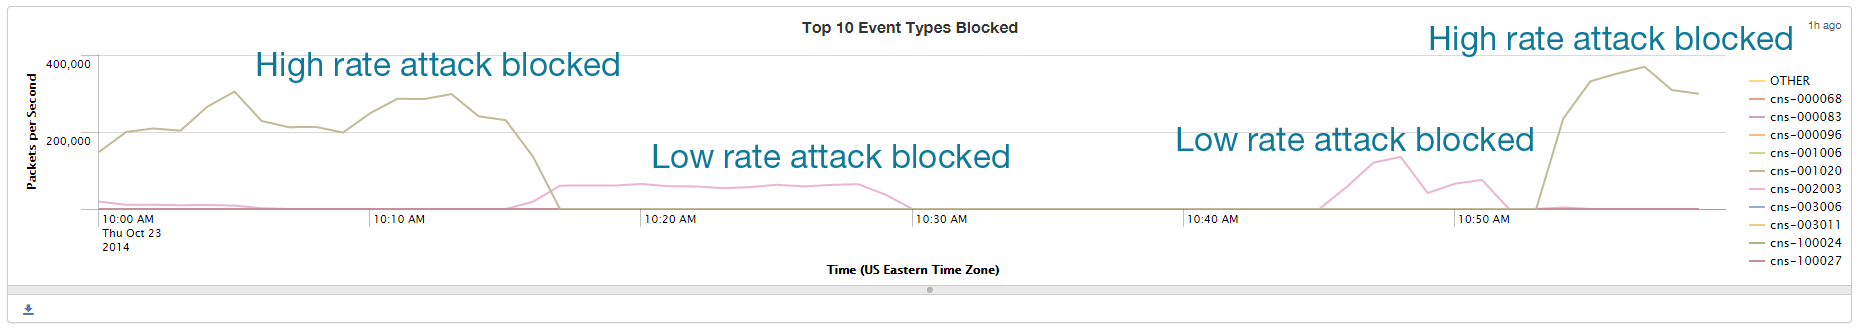 Top 10 Event Types Blocked
1h ago
High rate attack blocked
High rate attack blocked
Low rate attack blocked
Low rate attack blocked
Packets per Second
400,000
200,000
10:00 AM
10:10 AM
10:20 AM
10:30 AM
10:40 AM
10:50 AM
Thu Oct 23
2014
Time (US Eastern Time Zone)
OTHER
cns-000068
cns-000083
cns-000096
cns-001006
cns-001020
cns-002003
cns-003006
cns-003011
cns-100024
cns-100027